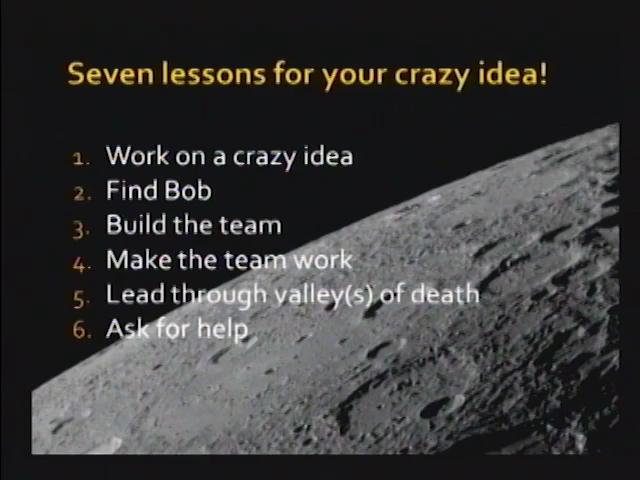 Seven lessons for your crazy idea!
1. Work on a crazy idea
2. Find Bob
3. Build the team
4. Make the team work
5. Lead through valley(s) of death
6. Ask for help